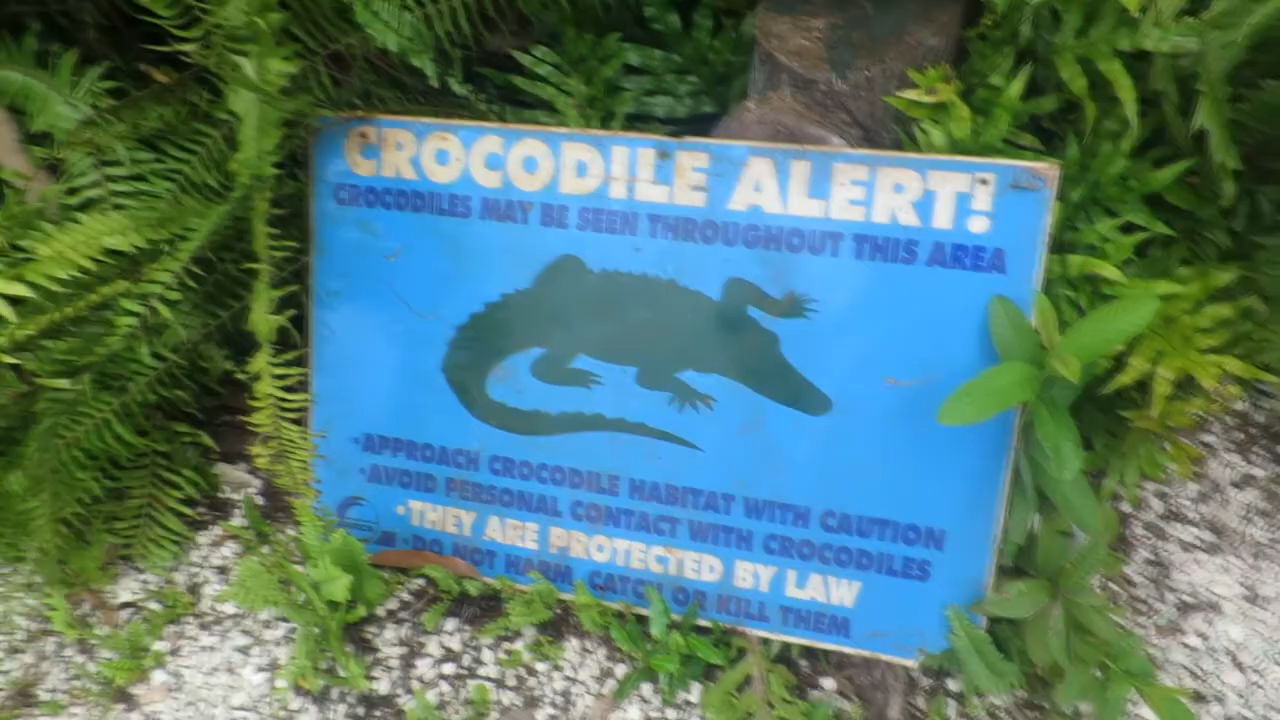 CROCODILE ALERT!
CROCODILES MAY BE SEEN THROUGHOUT THIS AREA
•APPROACH CROCODILE HABITAT WITH CAUTION
•AVOID PERSONAL CONTACT WITH CROCODILES
•THEY ARE PROTECTED BY LAW
•DO NOT HARM, CATCH OR KILL THEM